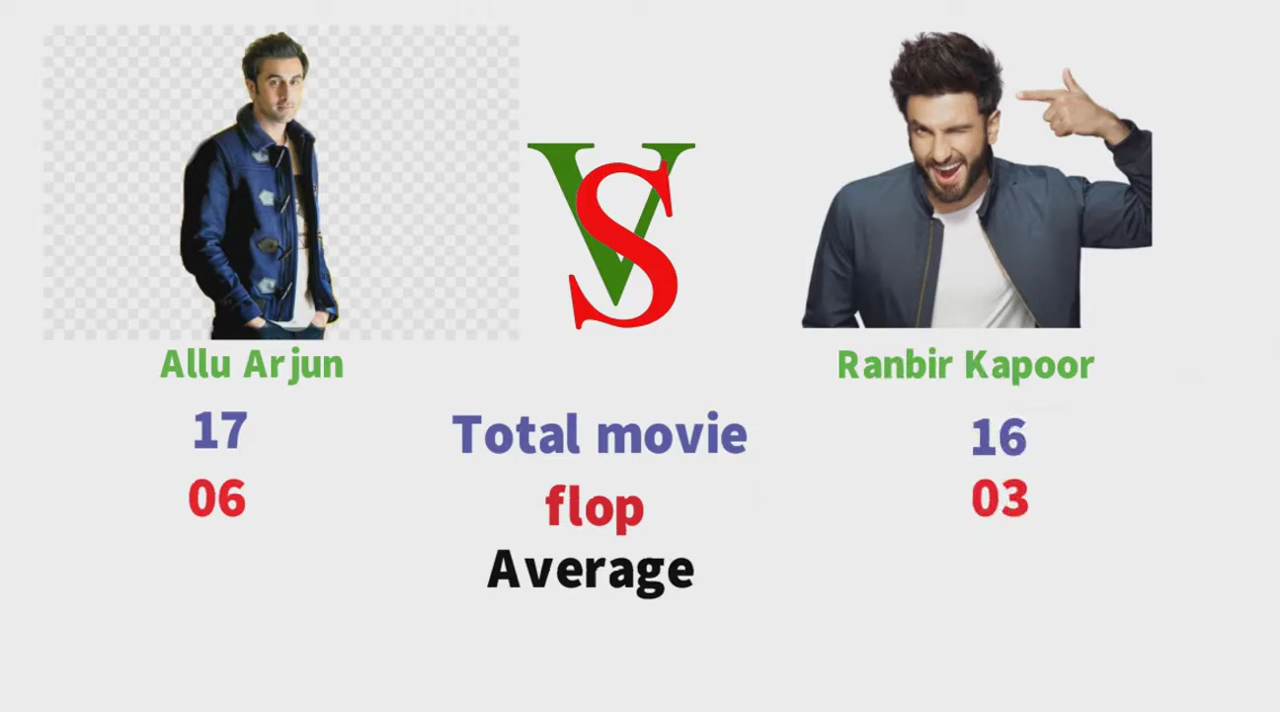 VS
Allu Arjun
Ranbir Kapoor
17 Total movie 16
06 flop 03
Average